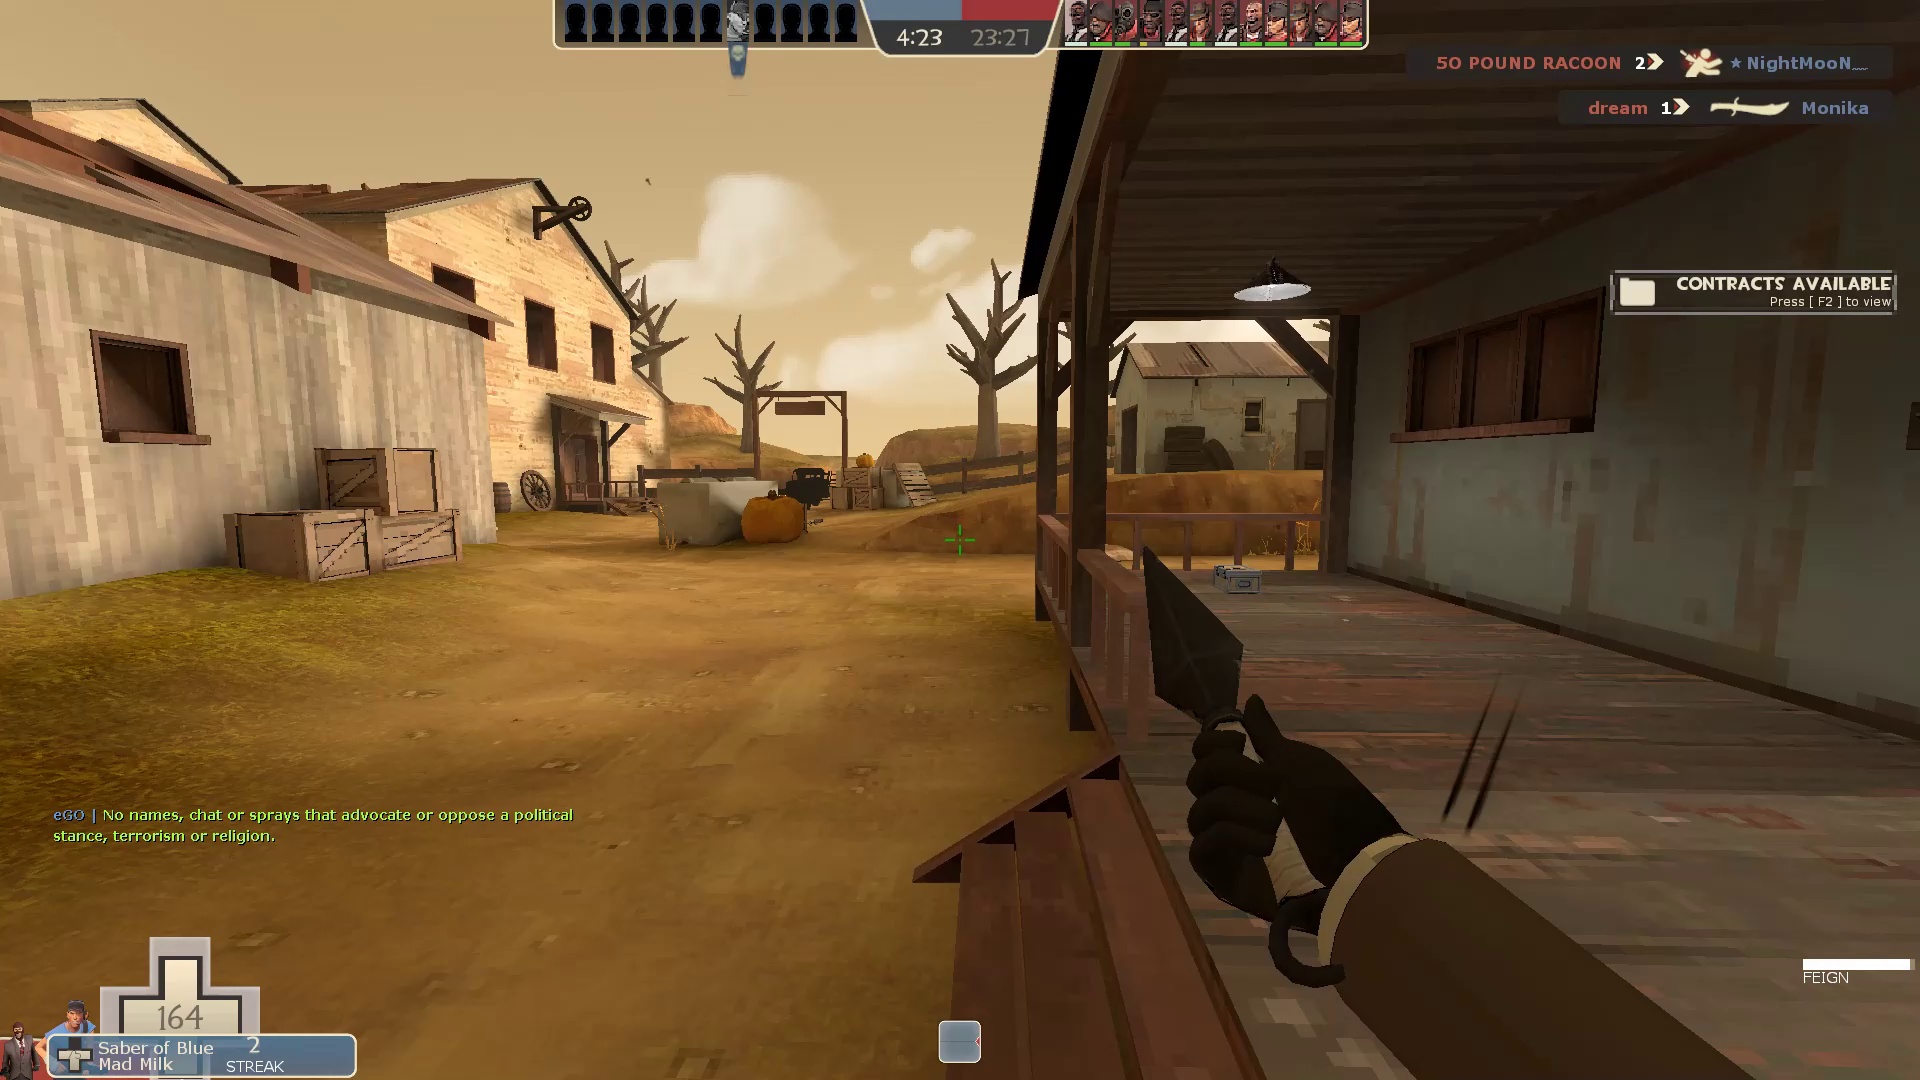 4:23 23:27
50 POUND RACOON 2 ★ NightMooN__
dream 1 Monika
CONTRACTS AVAILABLE
Press [ F2 ] to view
eGO | No names, chat or sprays that advocate or oppose a political
stance, terrorism or religion.
FEIGN
164
75 Saber of Blue 2
Mad Milk STREAK